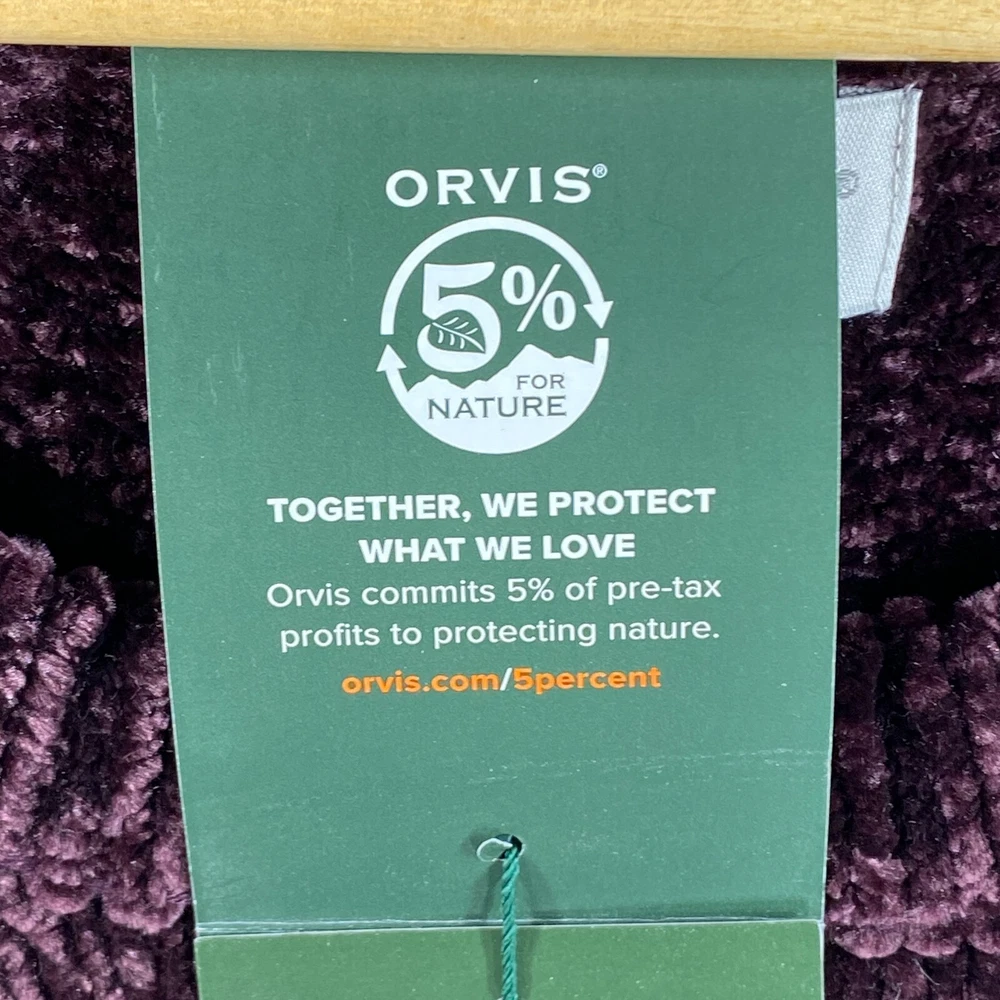 ORVIS®
5%
FOR
NATURE
TOGETHER, WE PROTECT
WHAT WE LOVE
Orvis commits 5% of pre-tax
profits to protecting nature.
orvis.com/5percent
®